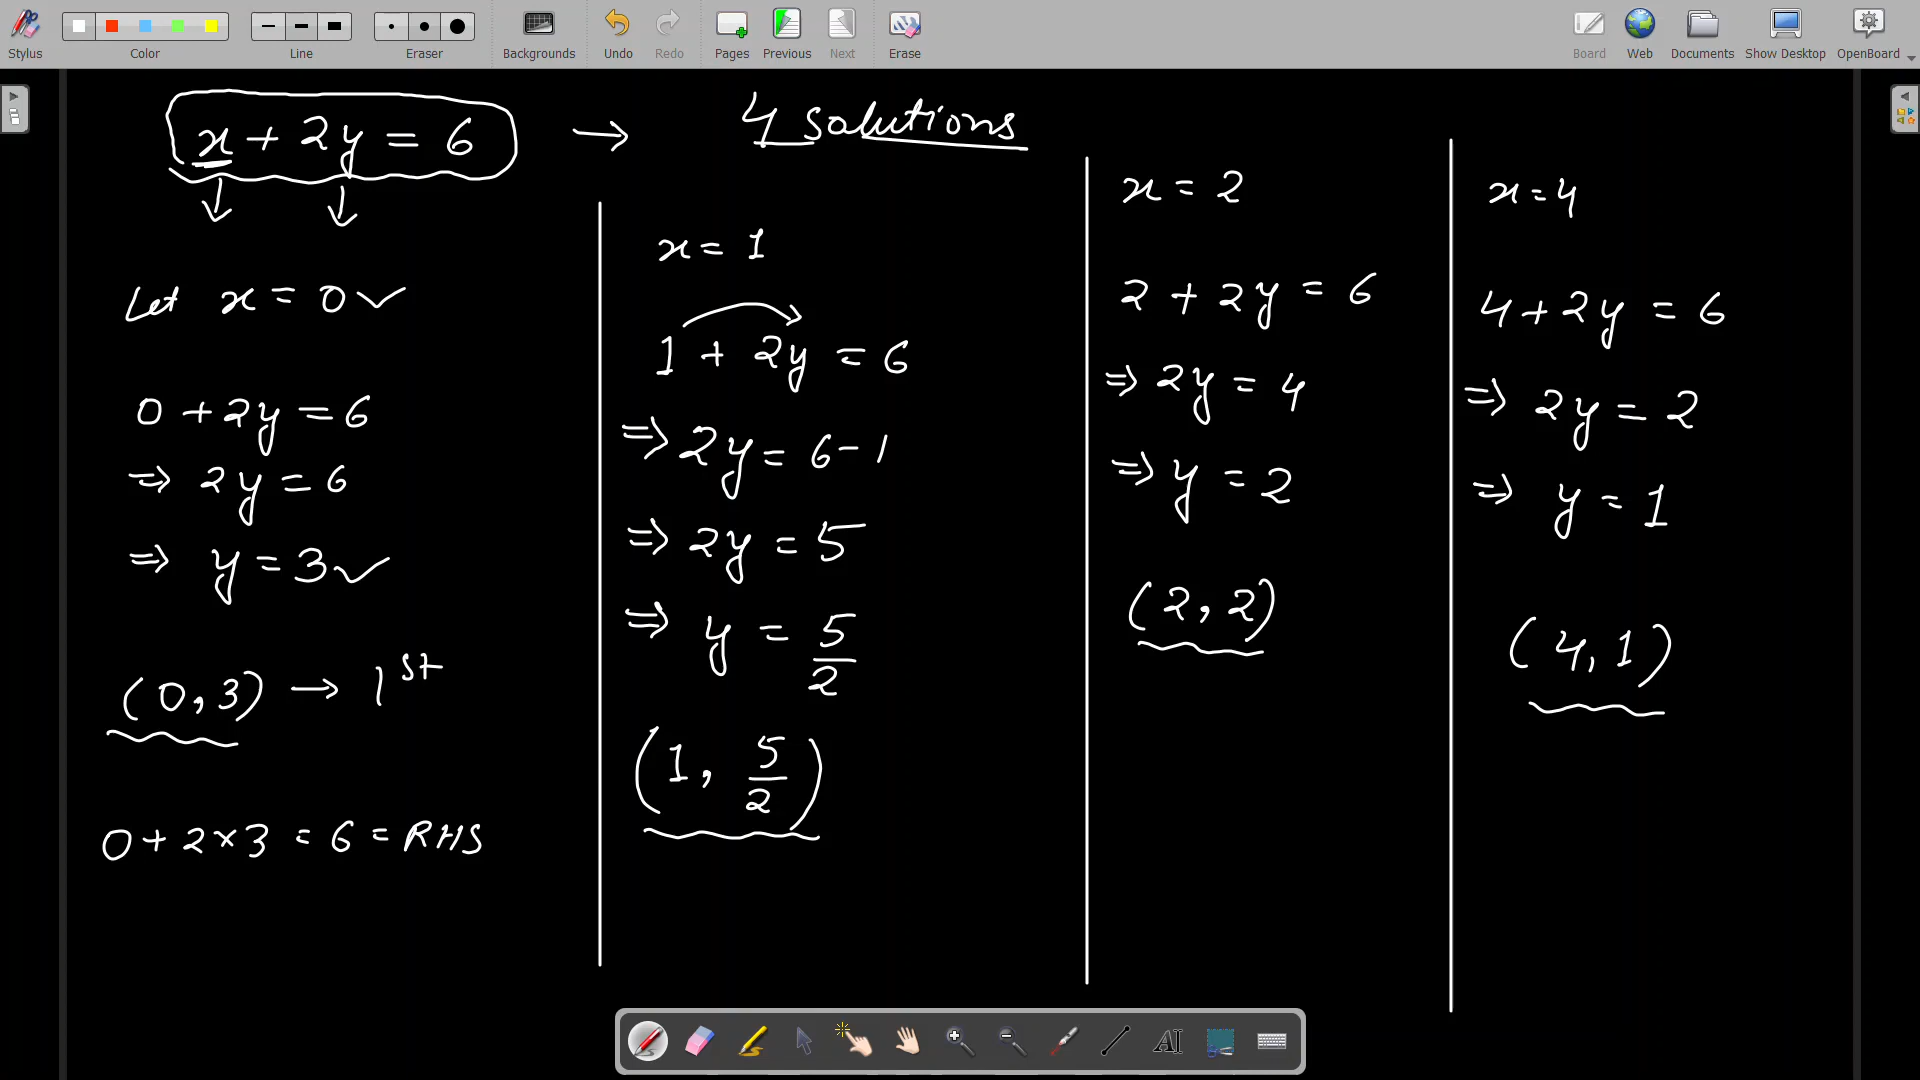 Stylus
Color
Line
Eraser
Backgrounds
Undo
Redo
Pages
Previous
Next
Erase
Board
Web
Documents
Show Desktop
OpenBoard
x + 2y = 6 → 4 solutions
Let x = 0 ✓
0 + 2y = 6
⇒ 2y = 6
⇒ y = 3 ✓
(0, 3) → 1st
0 + 2 × 3 = 6 = RHS
x = 1
1 + 2y = 6
⇒ 2y = 6 - 1
⇒ 2y = 5
⇒ y = 5/2
(1, 5/2)
x = 2
2 + 2y = 6
⇒ 2y = 4
⇒ y = 2
(2, 2)
x = 4
4 + 2y = 6
⇒ 2y = 2
⇒ y = 1
(4, 1)